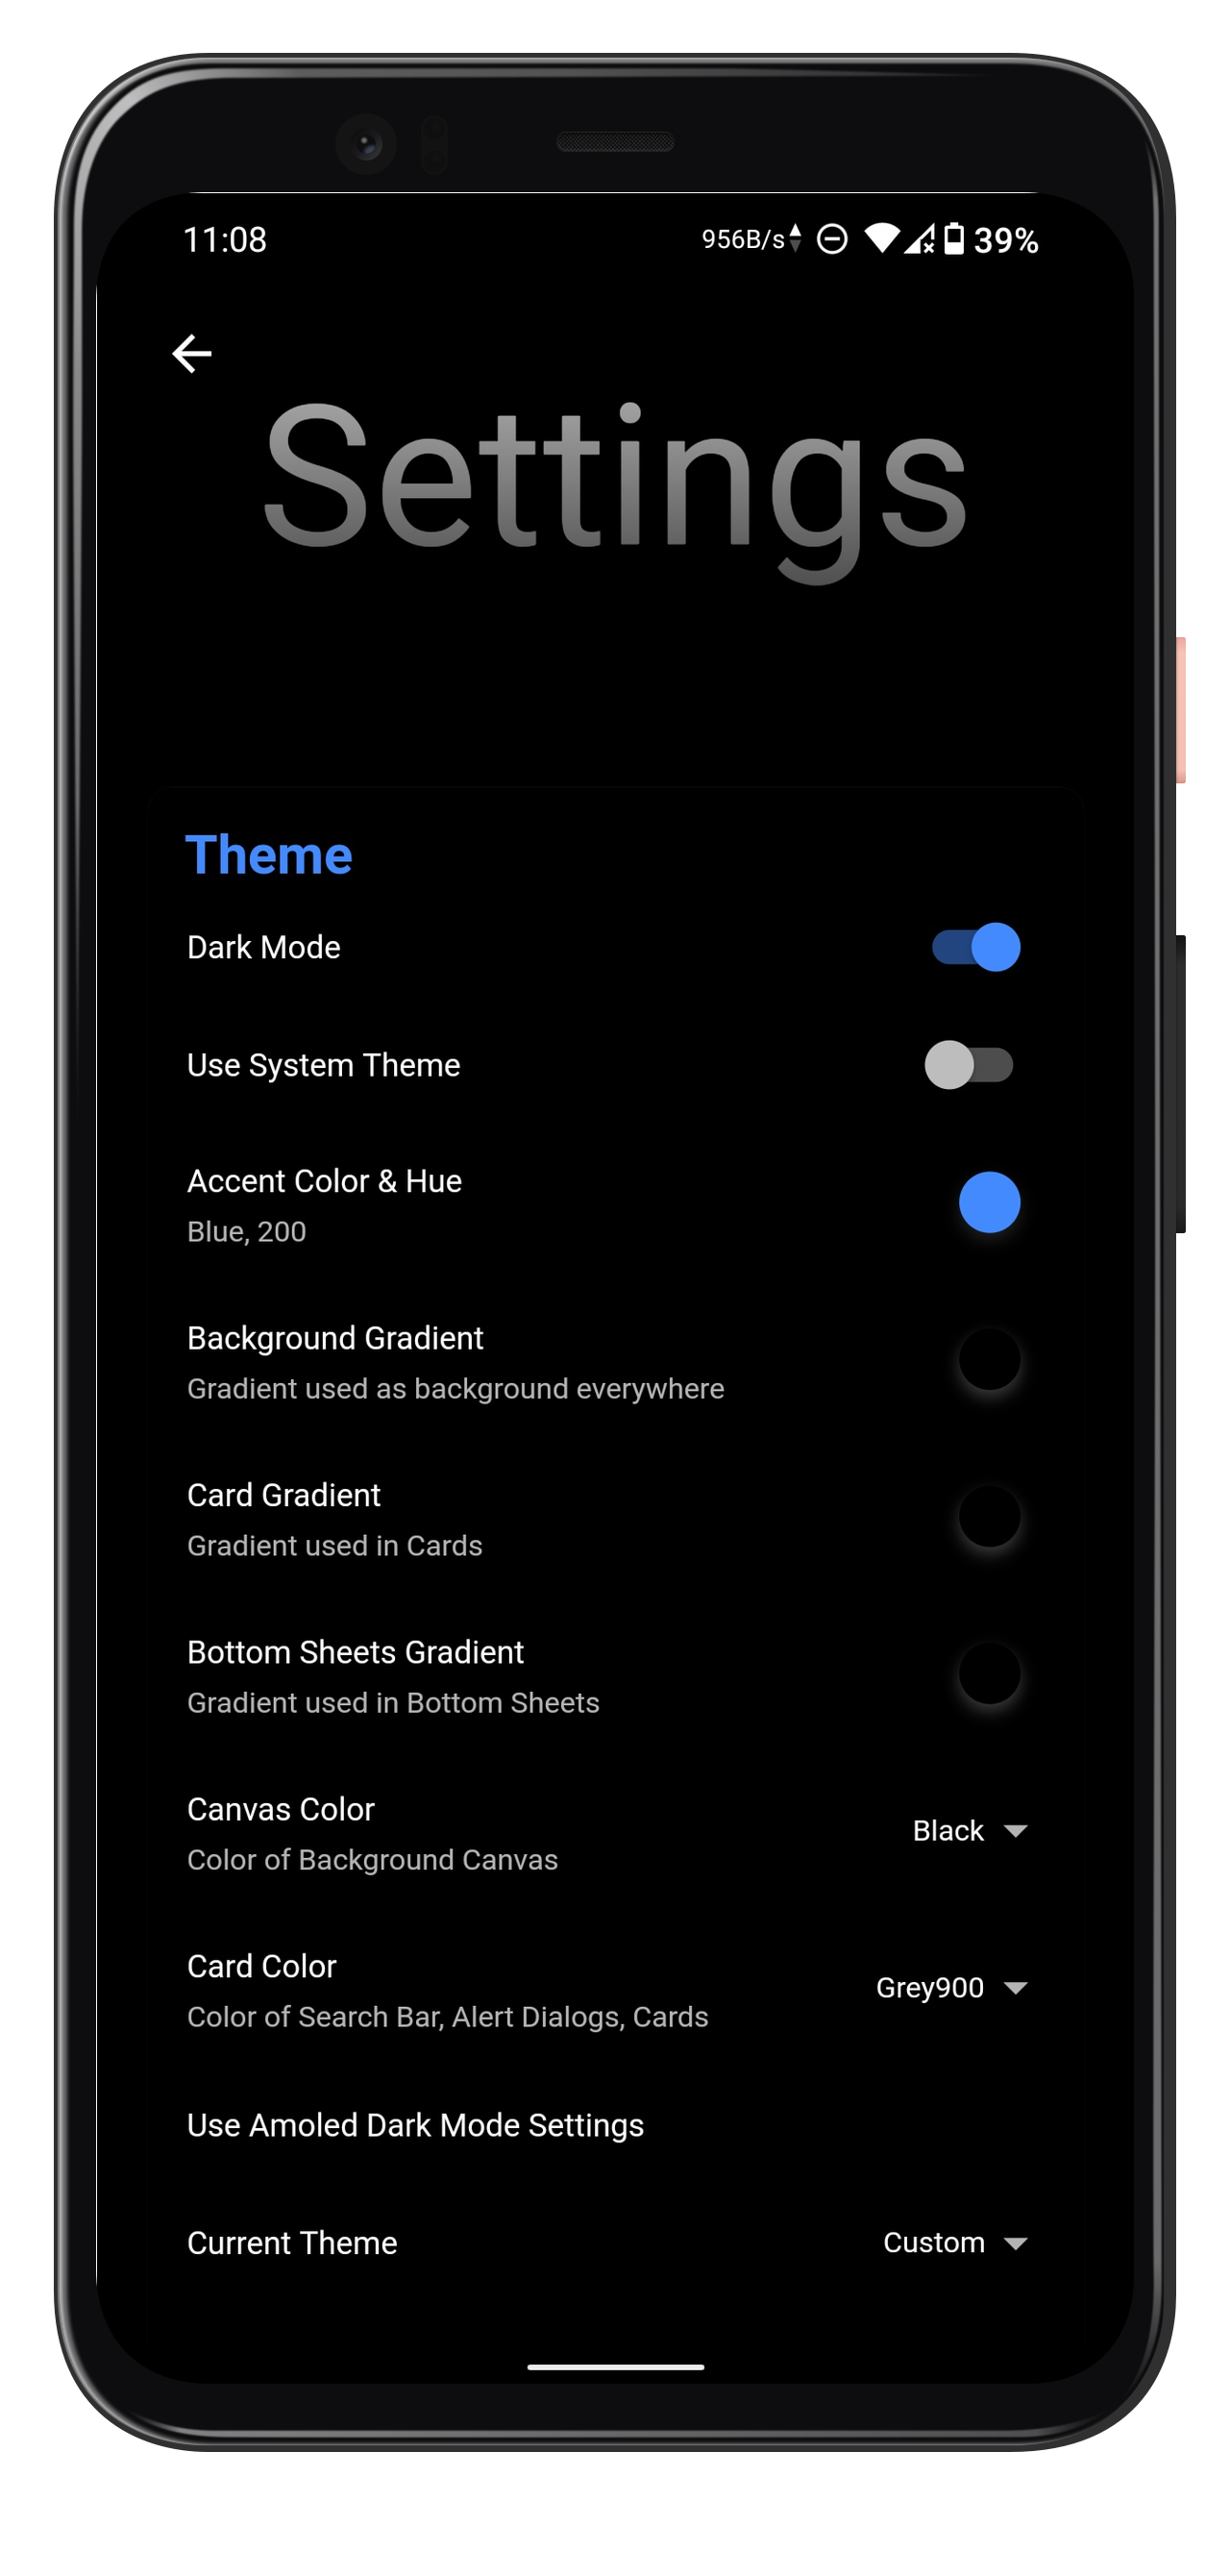 11:08 956B/s 39%
Settings
Theme
Dark Mode
Use System Theme
Accent Color & Hue
Blue, 200
Background Gradient
Gradient used as background everywhere
Card Gradient
Gradient used in Cards
Bottom Sheets Gradient
Gradient used in Bottom Sheets
Canvas Color
Color of Background Canvas
Black
Card Color
Color of Search Bar, Alert Dialogs, Cards
Grey900
Use Amoled Dark Mode Settings
Current Theme Custom